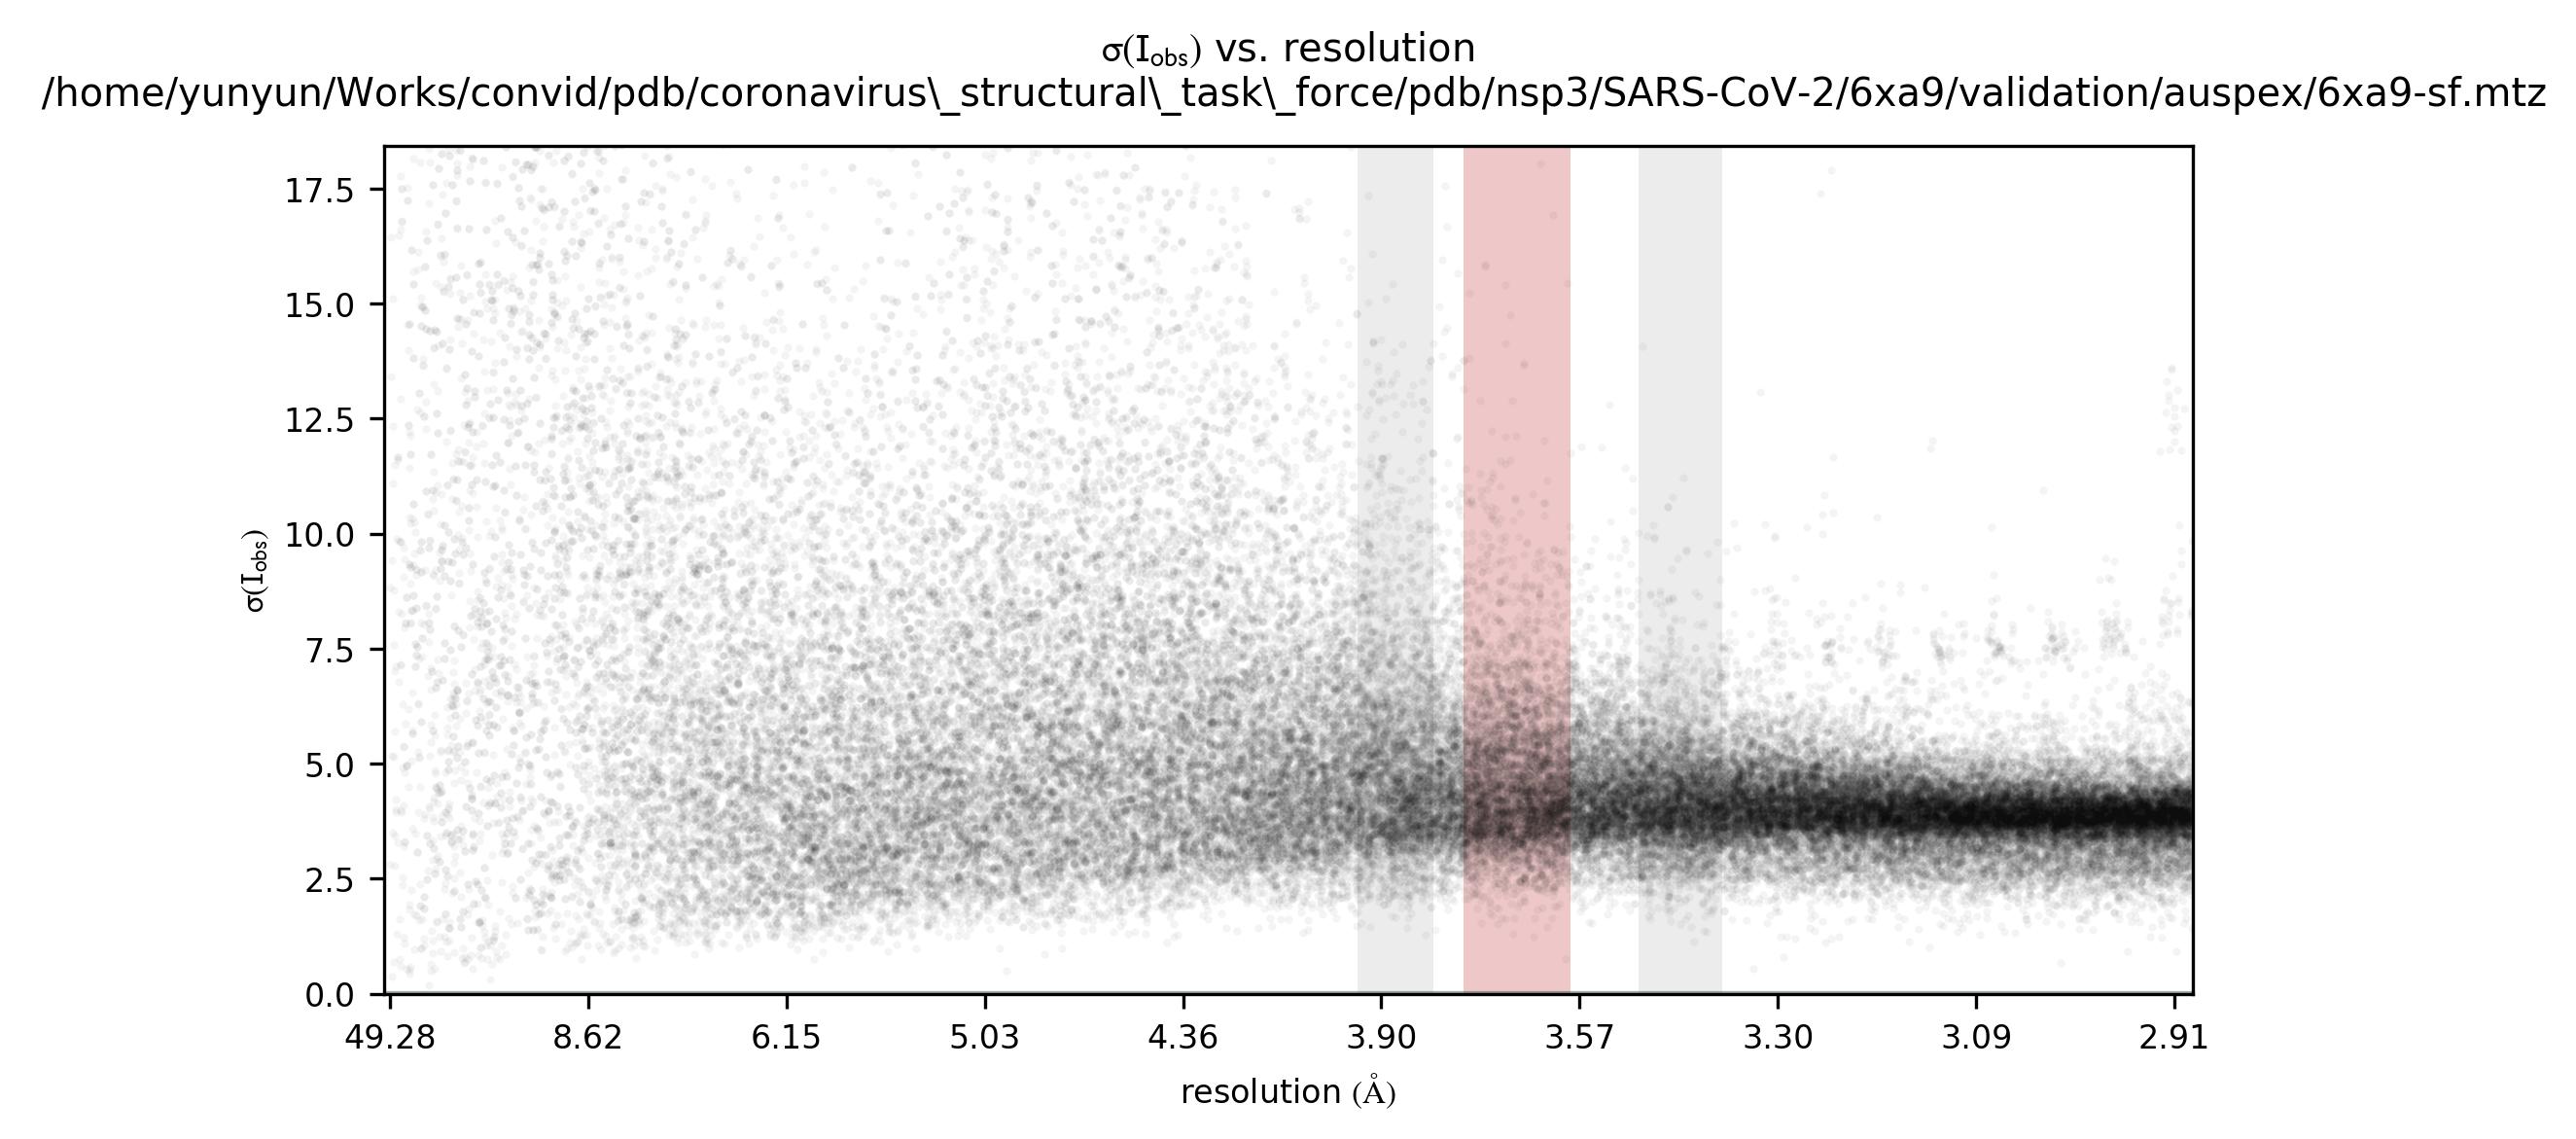 σ(Iobs) vs. resolution
/home/yunyun/Works/convid/pdb/coronavirus\_structural\_task\_force/pdb/nsp3/SARS-CoV-2/6xa9/validation/auspex/6xa9-sf.mtz
17.5
15.0
12.5
10.0
7.5
5.0
2.5
0.0
σ(Iobs)
49.28 8.62 6.15 5.03 4.36 3.90 3.57 3.30 3.09 2.91
resolution (Å)